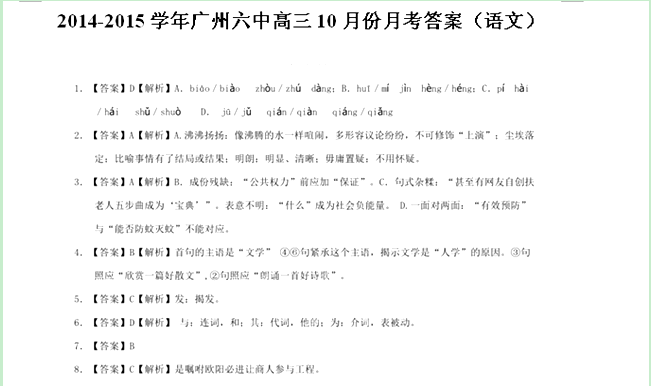 2014-2015 学年广州六中高三 10 月份月考答案（语文）
1．【答案】D【解析】A. biāo／biào zhòu／zhǔ dàng；B. huī／mí jìn hèng／héng；C. pí hài
／hái shǔ／shuò D. jū／jǔ qián／qiàn qiáng／qiǎng
2．【答案】A【解析】A.沸沸扬扬：像沸腾的水一样喧闹，多形容议论纷纷，不可修饰“上演”；尘埃落
定：比喻事情有了结局或结果；明朗：明显、清晰；毋庸置疑：不用怀疑。
3．【答案】A【解析】B. 成份残缺：“公共权力”前应加“保证”。C. 句式杂糅：“甚至有网友自创扶
老人五步曲成为‘宝典’”。表意不明：“什么”成为社会负能量。 D.一面对两面：“有效预防”
与“能否防蚊灭蚊”不能对应。
4．【答案】B【解析】首句的主语是“文学” ④⑥句紧承这个主语，揭示文学是“人学”的原因。③句
照应“欣赏一篇好散文”,②句照应“朗诵一首好诗歌”。
5．【答案】C【解析】发：揭发。
6．【答案】D【解析】 与：连词，和；其：代词，他的；为：介词，表被动。
7．【答案】B
8．【答案】C【解析】是嘱咐欧阳必进让商人参与工程。